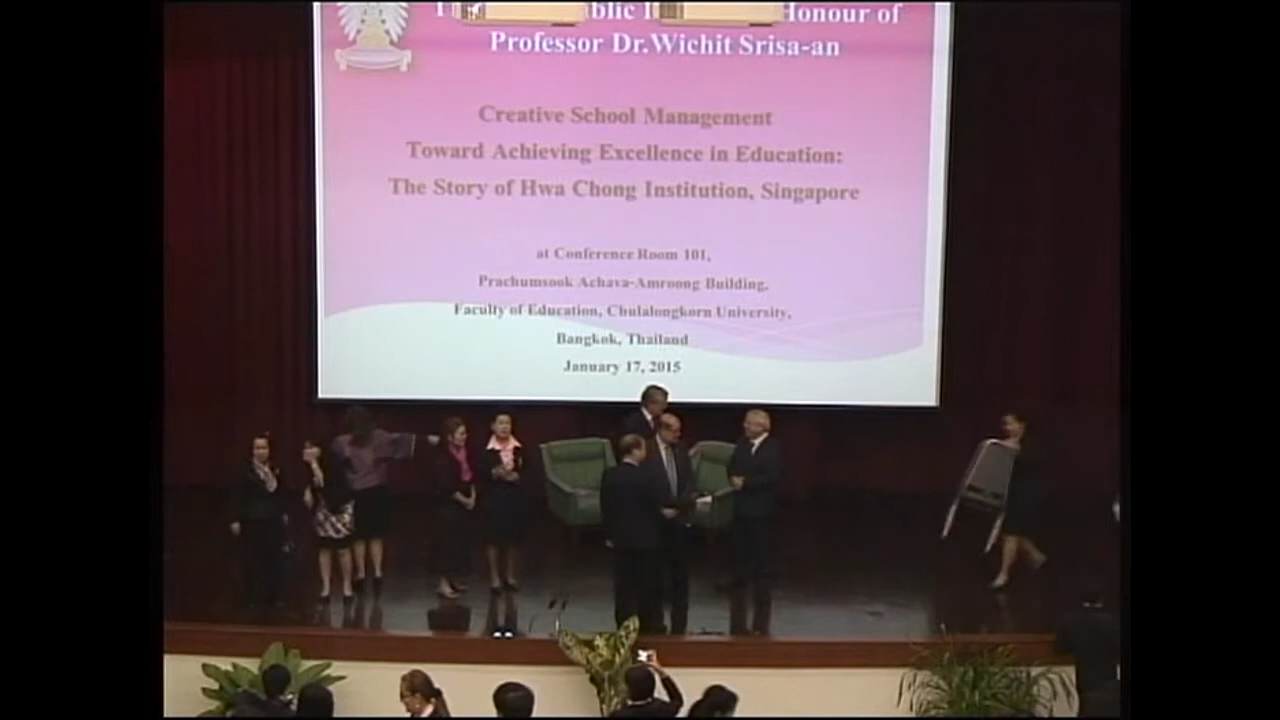 Honour of
Professor Dr.Wichit Srisa-an
Creative School Management
Toward Achieving Excellence in Education:
The Story of Hwa Chong Institution, Singapore
at Conference Room 101,
Prachumsook Achava-Amroong Building,
Faculty of Education, Chulalongkorn University,
Bangkok, Thailand
January 17, 2015